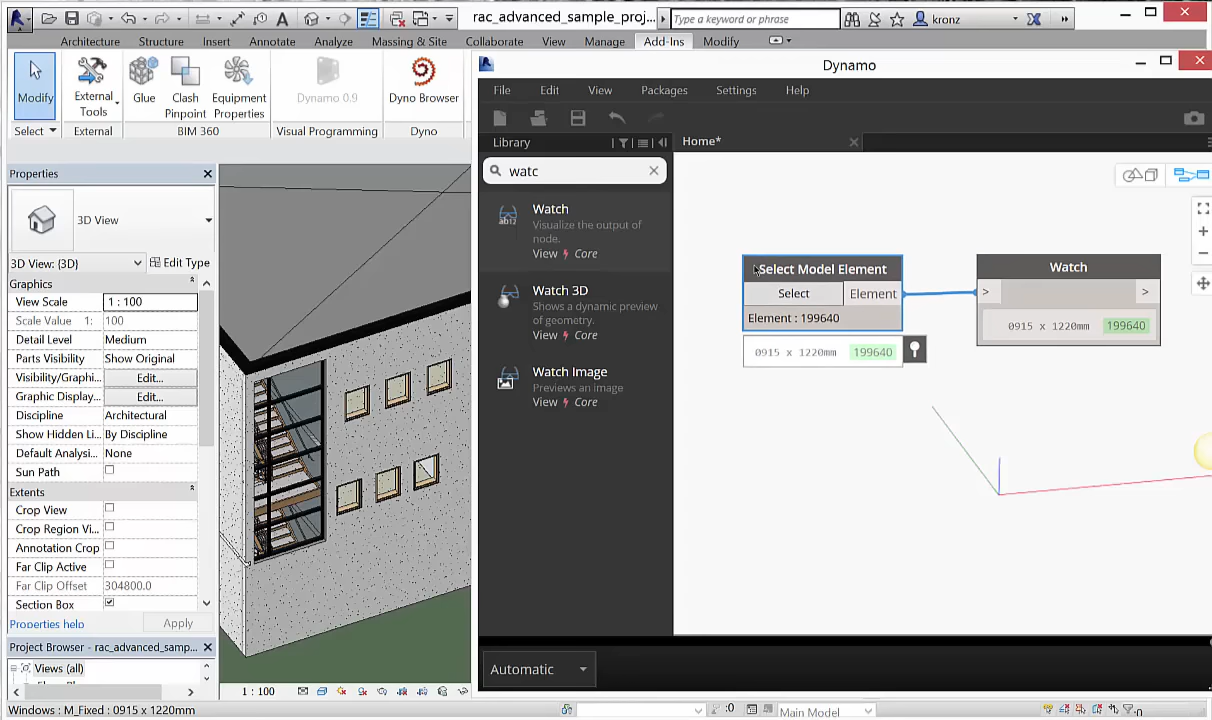 rac_advanced_sample_proj...
Type a keyword or phrase
kronz
Architecture
Structure
Insert
Annotate
Analyze
Massing & Site
Collaborate
View
Manage
Add-Ins
Modify
Modify
External
Tools
Glue
Clash
Pinpoint
Equipment
Properties
Dynamo 0.9
Dyno Browser
Select
External
BIM 360
Visual Programming
Dyno
Properties
3D View
3D View: {3D}
Edit Type
Graphics
View Scale
1 : 100
Scale Value 1:
100
Detail Level
Medium
Parts Visibility
Show Original
Visibility/Graphi...
Edit...
Graphic Display...
Edit...
Discipline
Architectural
Show Hidden Li...
By Discipline
Default Analysi...
None
Sun Path
Extents
Crop View
Crop Region Vi...
Annotation Crop
Far Clip Active
Far Clip Offset
304800.0
Section Box
Properties help
Apply
Project Browser - rac_advanced_samp...
Views (all)
1 : 100
Windows : M_Fixed : 0915 x 1220mm
:0
Main Model
:0
Dynamo
File
Edit
View
Packages
Settings
Help
Library
Home*
watc
Watch
Visualize the output of
node.
View Core
Watch 3D
Shows a dynamic preview
of geometry.
View Core
Watch Image
Previews an image
View Core
Select Model Element
Select
Element
Element : 199640
0915 x 1220mm 199640
Watch
>
>
0915 x 1220mm 199640
Automatic